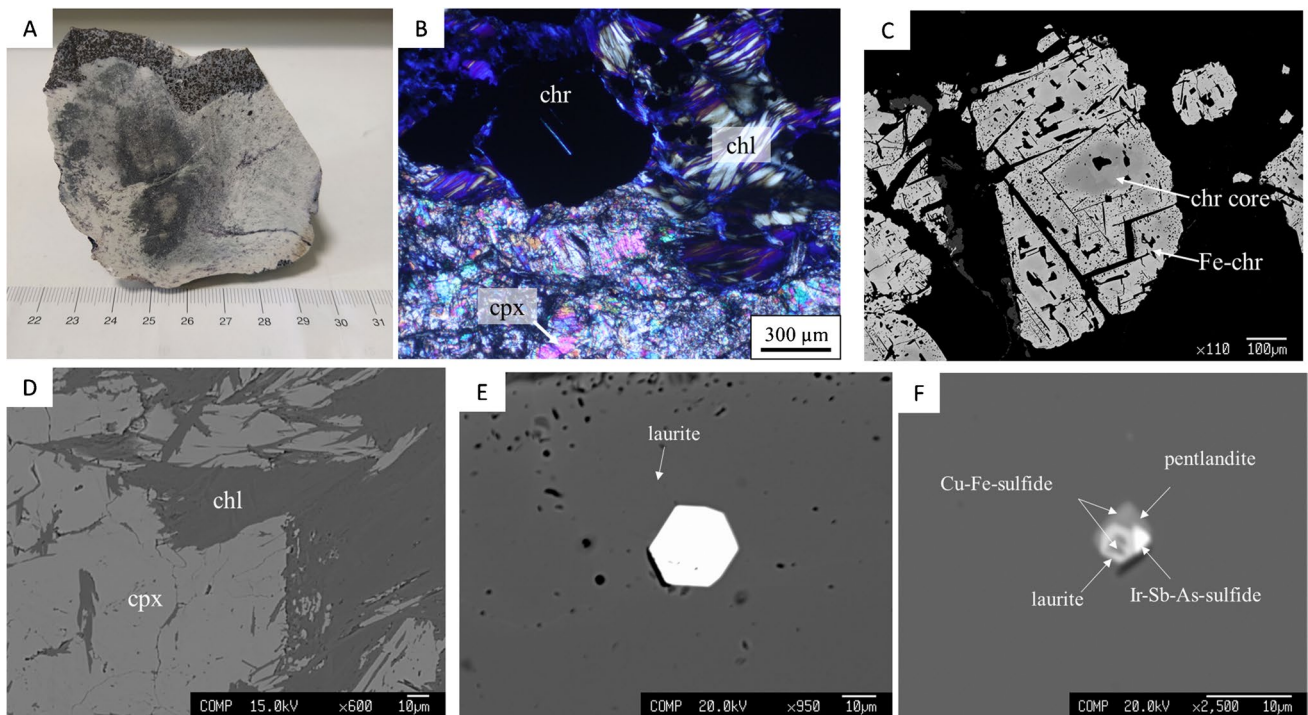 A
22 23 24 25 26 27 28 29 30 31
B
chr
chl
cpx
300 µm
C
chr core
Fe-chr
×110 100µm
D
chl
cpx
COMP 15.0kV ×600 10µm
E
laurite
COMP 20.0kV ×950 10µm
F
Cu-Fe-sulfide
pentlandite
laurite
Ir-Sb-As-sulfide
COMP 20.0kV ×2,500 10µm